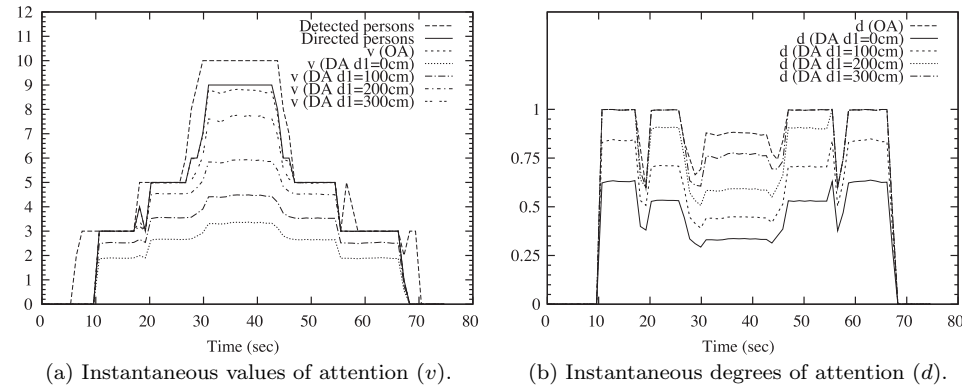 12
11
10
9
8
7
6
5
4
3
2
1
0
Detected persons
Directed persons
v (OA)
v (DA d1=0cm)
v (DA d1=100cm)
v (DA d1=200cm)
v (DA d1=300cm)
0 10 20 30 40 50 60 70 80
Time (sec)
(a) Instantaneous values of attention (v).
1
0.75
0.5
0.25
0
d (OA)
d (DA d1=0cm)
d (DA d1=100cm)
d (DA d1=200cm)
d (DA d1=300cm)
0 10 20 30 40 50 60 70 80
Time (sec)
(b) Instantaneous degrees of attention (d).